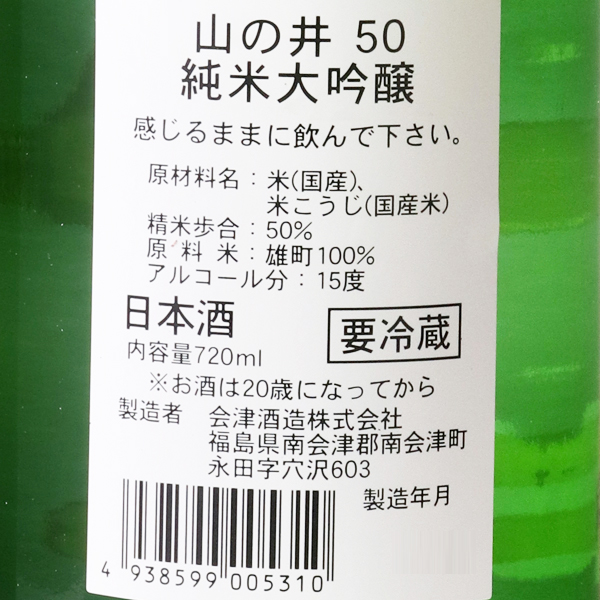 山の井 50
純米大吟醸
感じるままに飲んで下さい。
原材料名：米(国産)、
米こうじ(国産米)
精米歩合：50%
原 料 米：雄町100%
アルコール分：15度
日本酒
要冷蔵
内容量720ml
※お酒は20歳になってから
製造者 会津酒造株式会社
福島県南会津郡南会津町
永田字穴沢603
製造年月
4 938599 005310